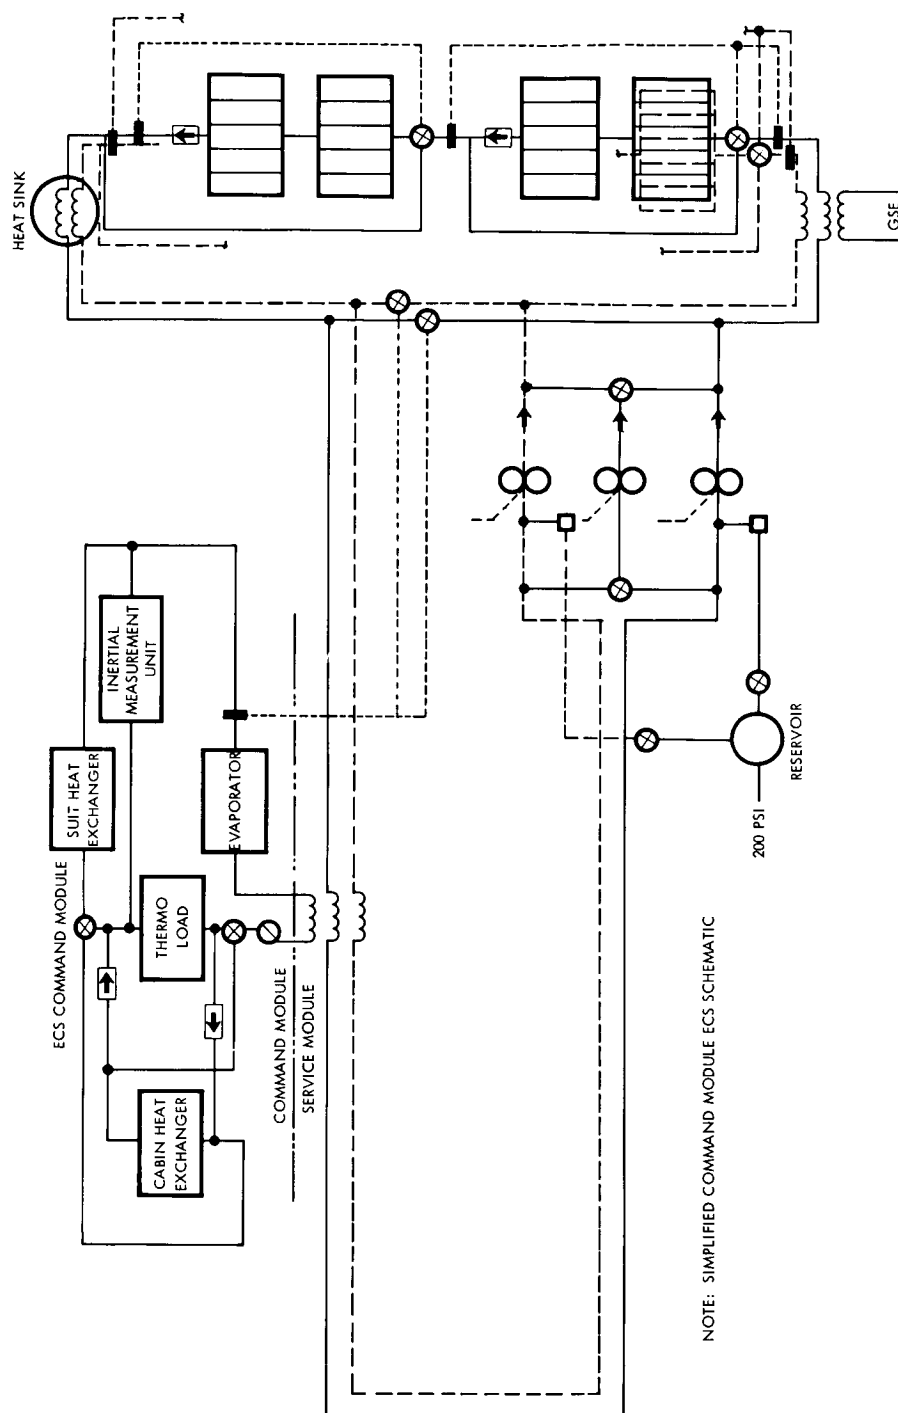 ECS COMMAND MODULE
SUIT HEAT
EXCHANGER
INERTIAL
MEASUREMENT
UNIT
HEAT SINK
CABIN HEAT
EXCHANGER
THERMO
LOAD
EVAPORATOR
COMMAND MODULE
SERVICE MODULE
200 PSI
RESERVOIR
GSE
NOTE: SIMPLIFIED COMMAND MODULE ECS SCHEMATIC